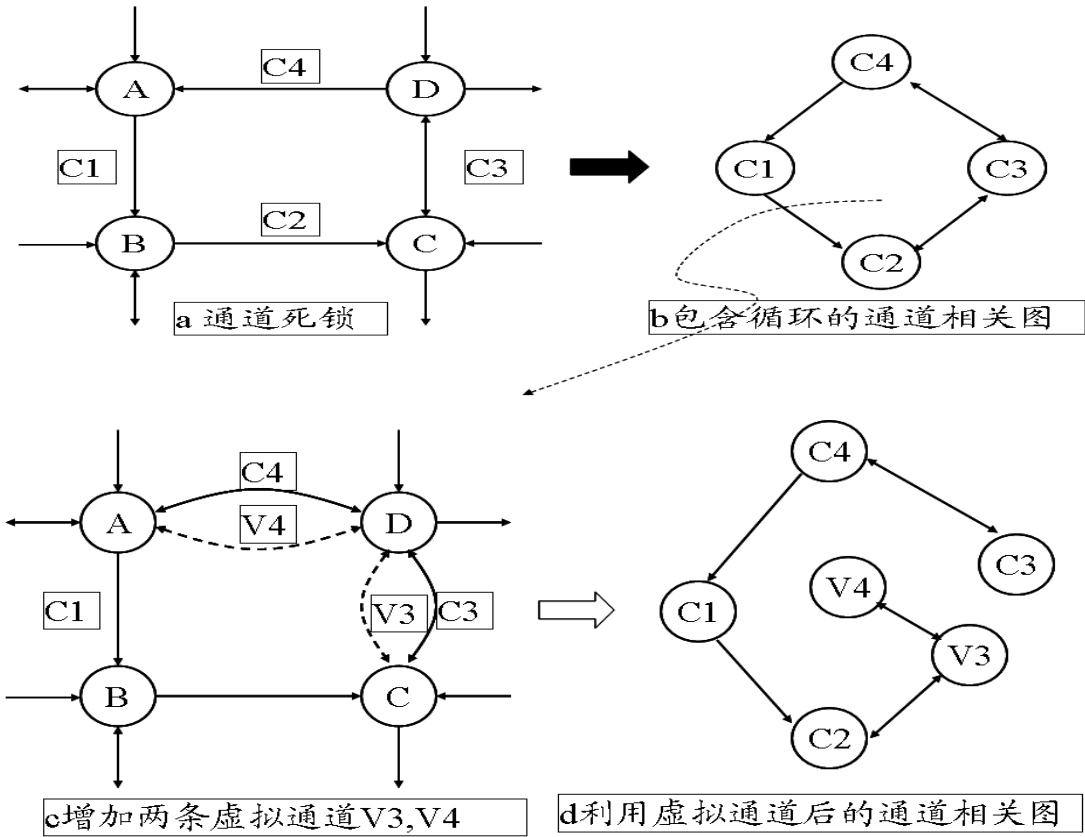 A
C4
D
C1
C3
B
C2
C
a 通道死锁
C4
C1
C3
C2
b包含循环的通道相关图
C4
A
V4
D
C1
V3
C3
B
C
c增加两条虚拟通道V3,V4
C4
C3
V4
C1
V3
C2
d利用虚拟通道后的通道相关图